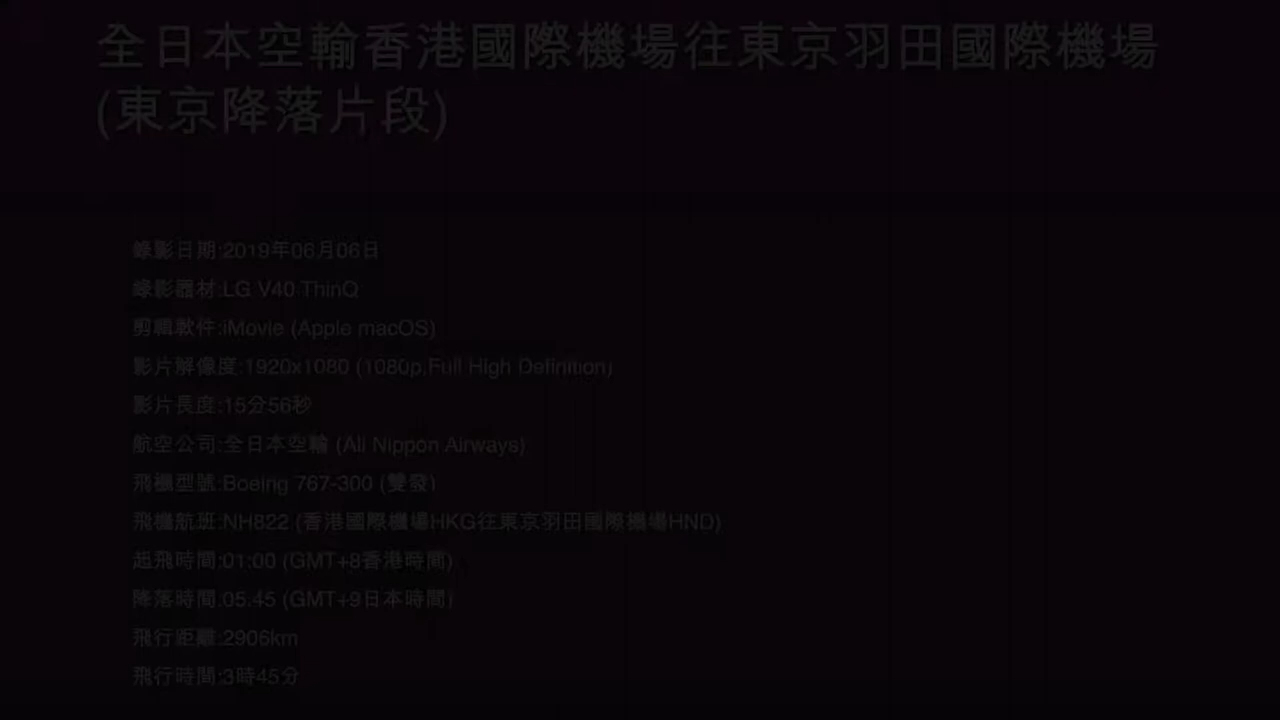 全日本空輸香港國際機場往東京羽田國際機場
(東京降落片段)
錄影日期:2019年06月06日
錄影器材:LG V40 ThinQ
剪輯軟件:iMovie (Apple macOS)
影片解像度:1920x1080 (1080p,Full High Definition)
影片長度:15分56秒
航空公司:全日本空輸 (All Nippon Airways)
飛機型號:Boeing 767-300 (雙發)
飛機航班:NH822 (香港國際機場HKG往東京羽田國際機場HND)
起飛時間:01:00 (GMT+8香港時間)
降落時間:05:45 (GMT+9日本時間)
飛行距離:2906km
飛行時間:3時45分